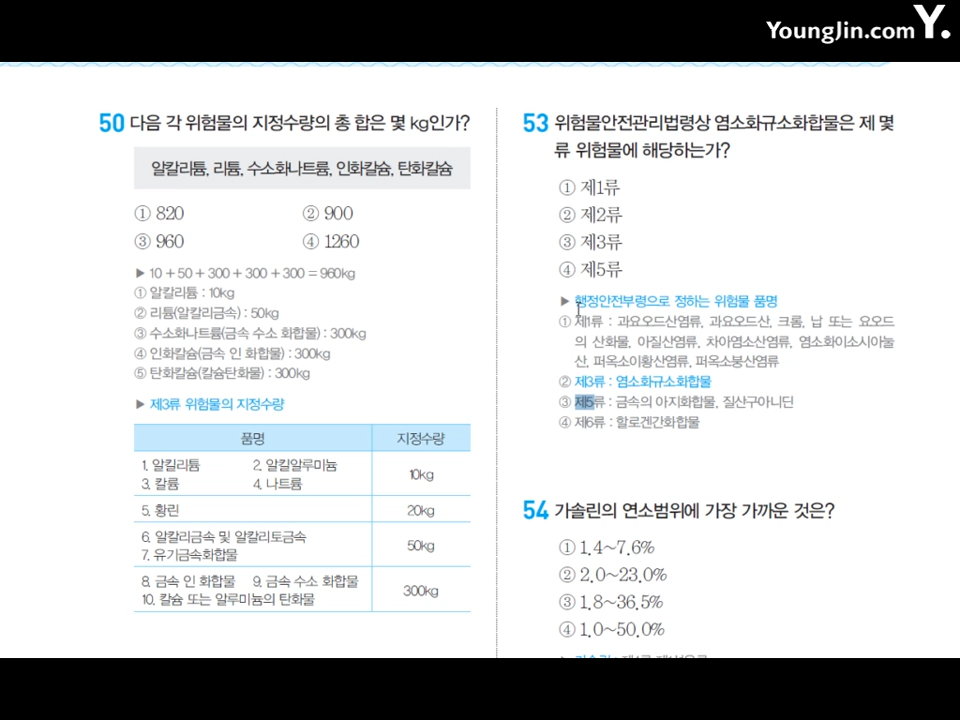 YoungJin.com Y.
50 다음 각 위험물의 지정수량의 총 합은 몇 kg인가?
알칼리튬, 리튬, 수소화나트륨, 인화칼슘, 탄화칼슘
① 820 ② 900
③ 960 ④ 1260
▶ 10 + 50 + 300 + 300 + 300 = 960kg
① 알칼리튬 : 10kg
② 리튬(알칼리금속) : 50kg
③ 수소화나트륨(금속 수소 화합물) : 300kg
④ 인화칼슘(금속 인 화합물) : 300kg
⑤ 탄화칼슘(칼슘탄화물) : 300kg
▶ 제3류 위험물의 지정수량
품명 지정수량
1. 알킬리튬 2. 알킬알루미늄
3. 칼륨 4. 나트륨
10kg
5. 황린 20kg
6. 알칼리금속 및 알칼리토금속
7. 유기금속화합물
50kg
8. 금속 인 화합물 9. 금속 수소 화합물
10. 칼슘 또는 알루미늄의 탄화물
300kg
53 위험물안전관리법령상 염소화규소화합물은 제 몇
류 위험물에 해당하는가?
① 제1류
② 제2류
③ 제3류
④ 제5류
▶ 행정안전부령으로 정하는 위험물 품명
① 제1류 : 과요오드산염류, 과요오드산, 크롬, 납 또는 요오드
의 산화물, 아질산염류, 차아염소산염류, 염소화이소시아눌
산, 퍼옥소이황산염류, 퍼옥소붕산염류
② 제3류 : 염소화규소화합물
③ 제5류 : 금속의 아지화합물, 질산구아니딘
④ 제6류 : 할로겐간화합물
54 가솔린의 연소범위에 가장 가까운 것은?
① 1.4~7.6%
② 2.0~23.0%
③ 1.8~36.5%
④ 1.0~50.0%